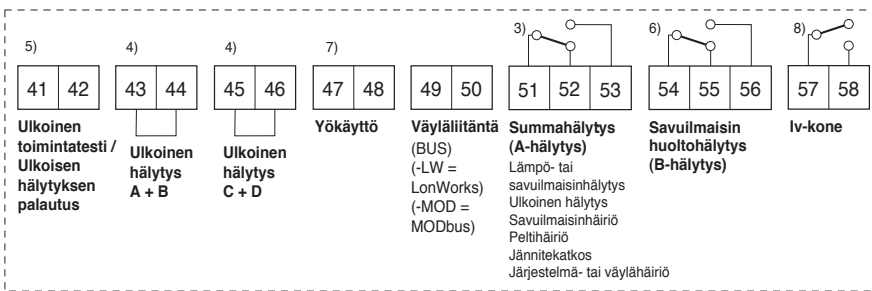 5) 4) 4) 7) 3) 6) 8)
41 42 43 44 45 46 47 48 49 50 51 52 53 54 55 56 57 58
Ulkoinen
toimintatesti /
Ulkoisen
hälytyksen
palautus
Ulkoinen
hälytys
A + B
Ulkoinen
hälytys
C + D
Yökäyttö
Väyläliitäntä
(BUS)
(-LW =
LonWorks)
(-MOD =
MODbus)
Summahälytys
(A-hälytys)
Lämpö- tai
savuilmaisinhälytys
Ulkoinen hälytys
Savuilmaisinhäiriö
Peltihäiriö
Jännitekatkos
Järjestelmä- tai väylähäiriö
Savuilmaisin
huoltohälytys
(B-hälytys)
Iv-kone